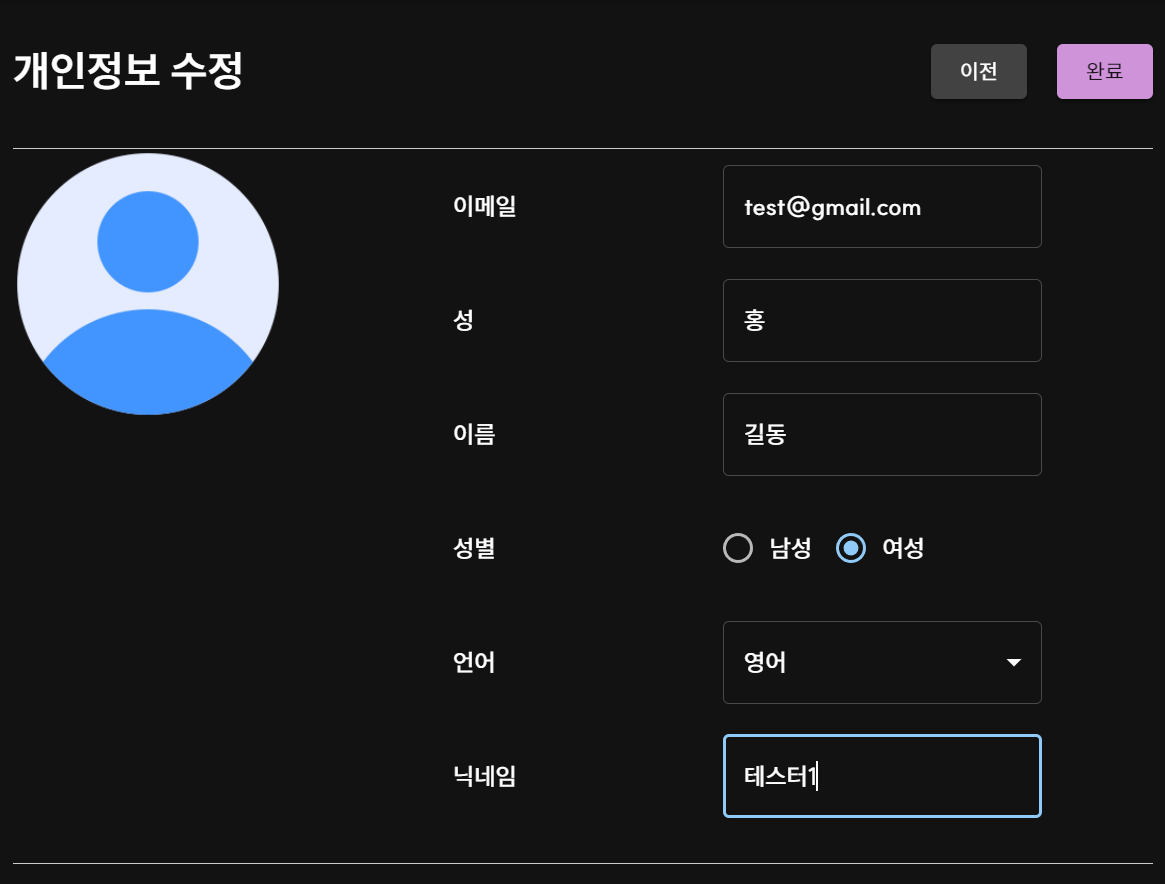 개인정보 수정
이전
완료
이메일
test@gmail.com
성
홍
이름
길동
성별
남성
여성
언어
영어
닉네임
테스터1